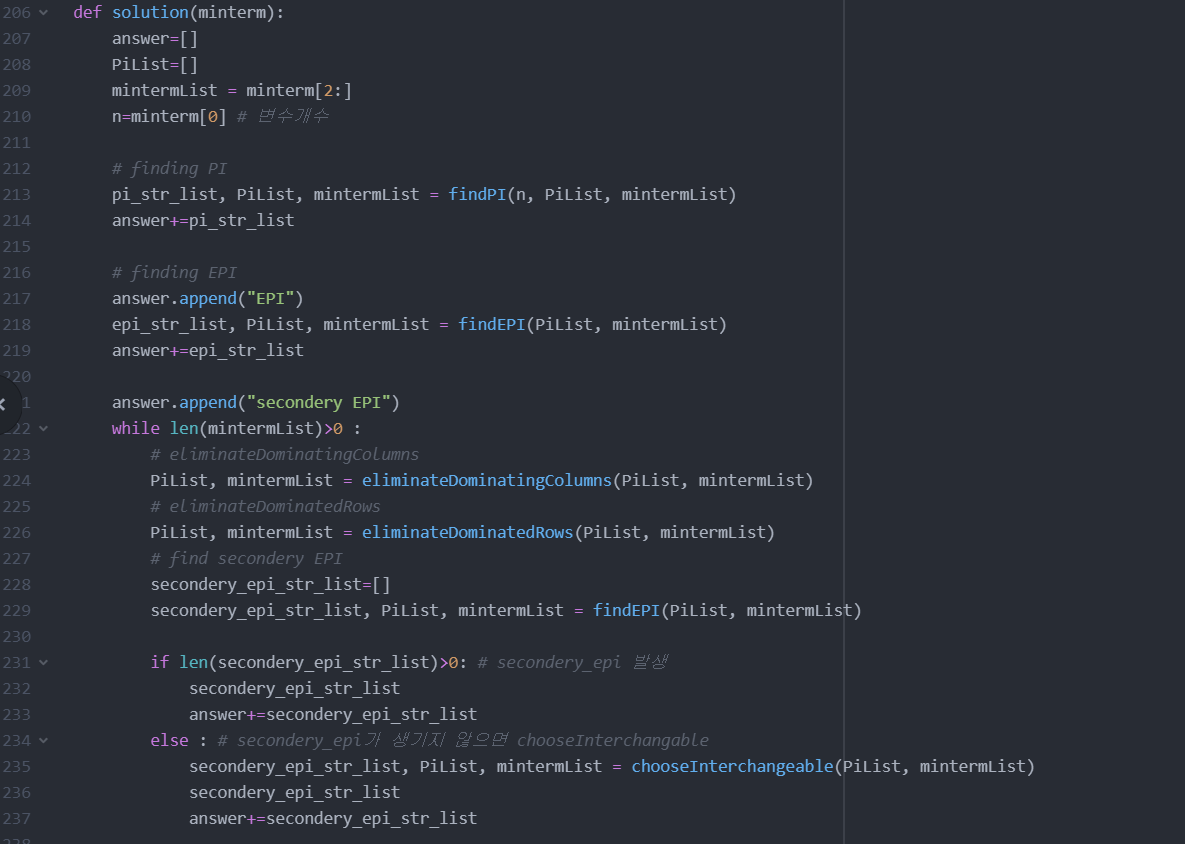 206 def solution(minterm):
207 answer=[]
208 PiList=[]
209 mintermList = minterm[2:]
210 n=minterm[0] # 변수개수
211
212 # finding PI
213 pi_str_list, PiList, mintermList = findPI(n, PiList, mintermList)
214 answer+=pi_str_list
215
216 # finding EPI
217 answer.append("EPI")
218 epi_str_list, PiList, mintermList = findEPI(PiList, mintermList)
219 answer+=epi_str_list
220
1 answer.append("secondery EPI")
222 while len(mintermList)>0 :
223 # eliminateDominatingColumns
224 PiList, mintermList = eliminateDominatingColumns(PiList, mintermList)
225 # eliminateDominatedRows
226 PiList, mintermList = eliminateDominatedRows(PiList, mintermList)
227 # find secondery EPI
228 secondery_epi_str_list=[]
229 secondery_epi_str_list, PiList, mintermList = findEPI(PiList, mintermList)
230
231 if len(secondery_epi_str_list)>0: # secondery_epi 발생
232 secondery_epi_str_list
233 answer+=secondery_epi_str_list
234 else : # secondery_epi가 생기지 않으면 chooseInterchangable
235 secondery_epi_str_list, PiList, mintermList = chooseInterchangeable(PiList, mintermList)
236 secondery_epi_str_list
237 answer+=secondery_epi_str_list
238